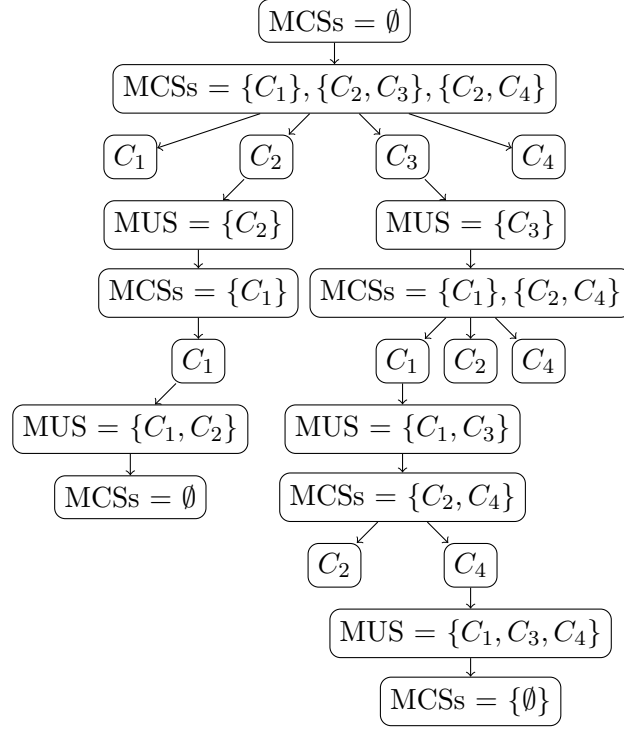 MCSs = ∅
MCSs = {C₁}, {C₂, C₃}, {C₂, C₄}
C₁ C₂ C₃ C₄
MUS = {C₂} MUS = {C₃}
MCSs = {C₁} MCSs = {C₁}, {C₂, C₄}
C₁ C₁ C₂ C₄
MUS = {C₁, C₂} MUS = {C₁, C₃}
MCSs = ∅ MCSs = {C₂, C₄}
C₂ C₄
MUS = {C₁, C₃, C₄}
MCSs = {∅}